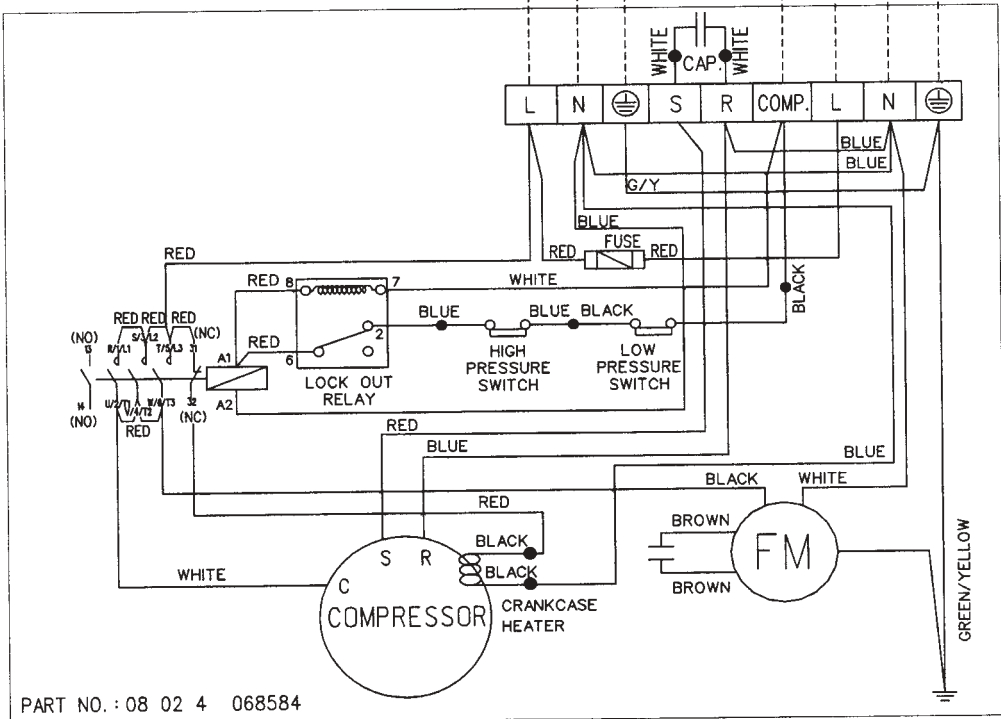 WHITE CAP. WHITE
L N S R COMP. L N
BLUE
BLUE
G/Y
BLUE
RED
RED FUSE RED
BLACK
RED 8 7 WHITE
RED RED RED
S/3/L2
(NO) 13 R/1/L1 T/5/L3 31 (NC)
BLUE BLUE BLACK
2
RED 6
A1
HIGH
PRESSURE
SWITCH
LOW
PRESSURE
SWITCH
LOCK OUT
RELAY
A2
14 (NO) U/2/T1 V/4/T2 W/6/T3 32 (NC)
RED
RED
BLUE
BLUE
BLACK WHITE
RED
BROWN
BROWN
FM
GREEN/YELLOW
BLACK
BLACK
S R
C
WHITE
COMPRESSOR
CRANKCASE
HEATER
PART NO.: 08 02 4 068584